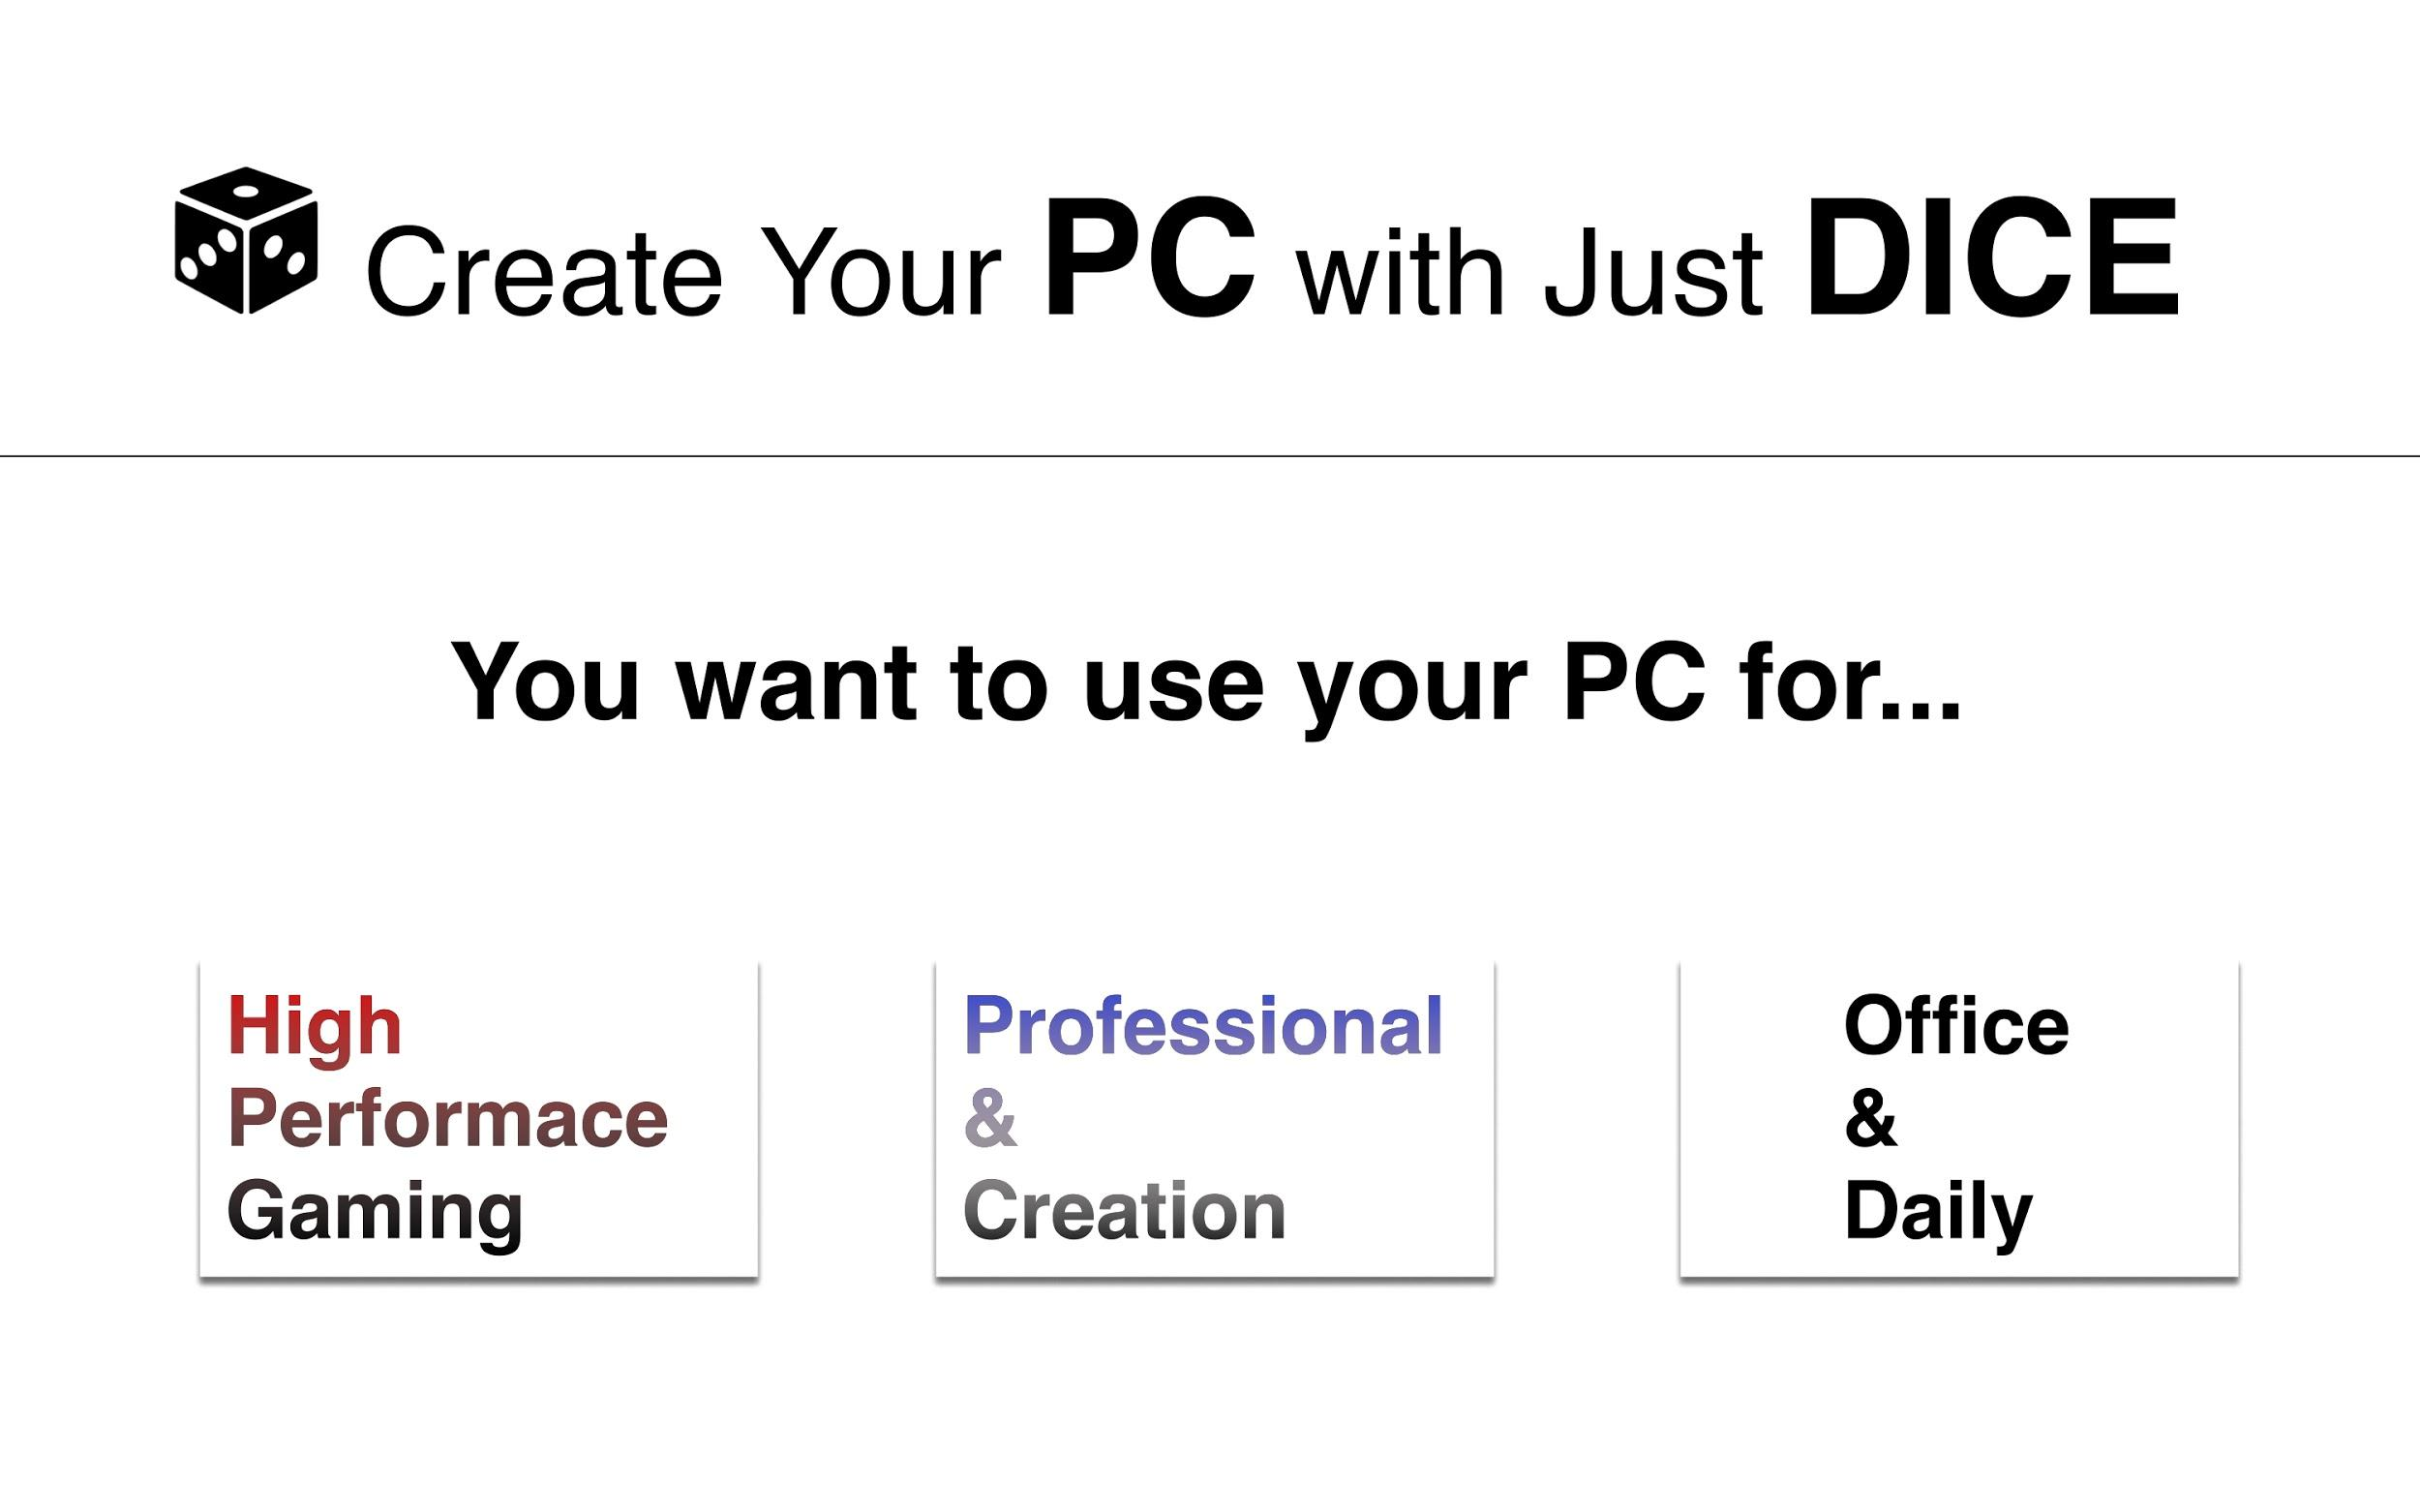 Create Your PC with Just DICE
You want to use your PC for...
High
Performace
Gaming
Professional
&
Creation
Office
&
Daily